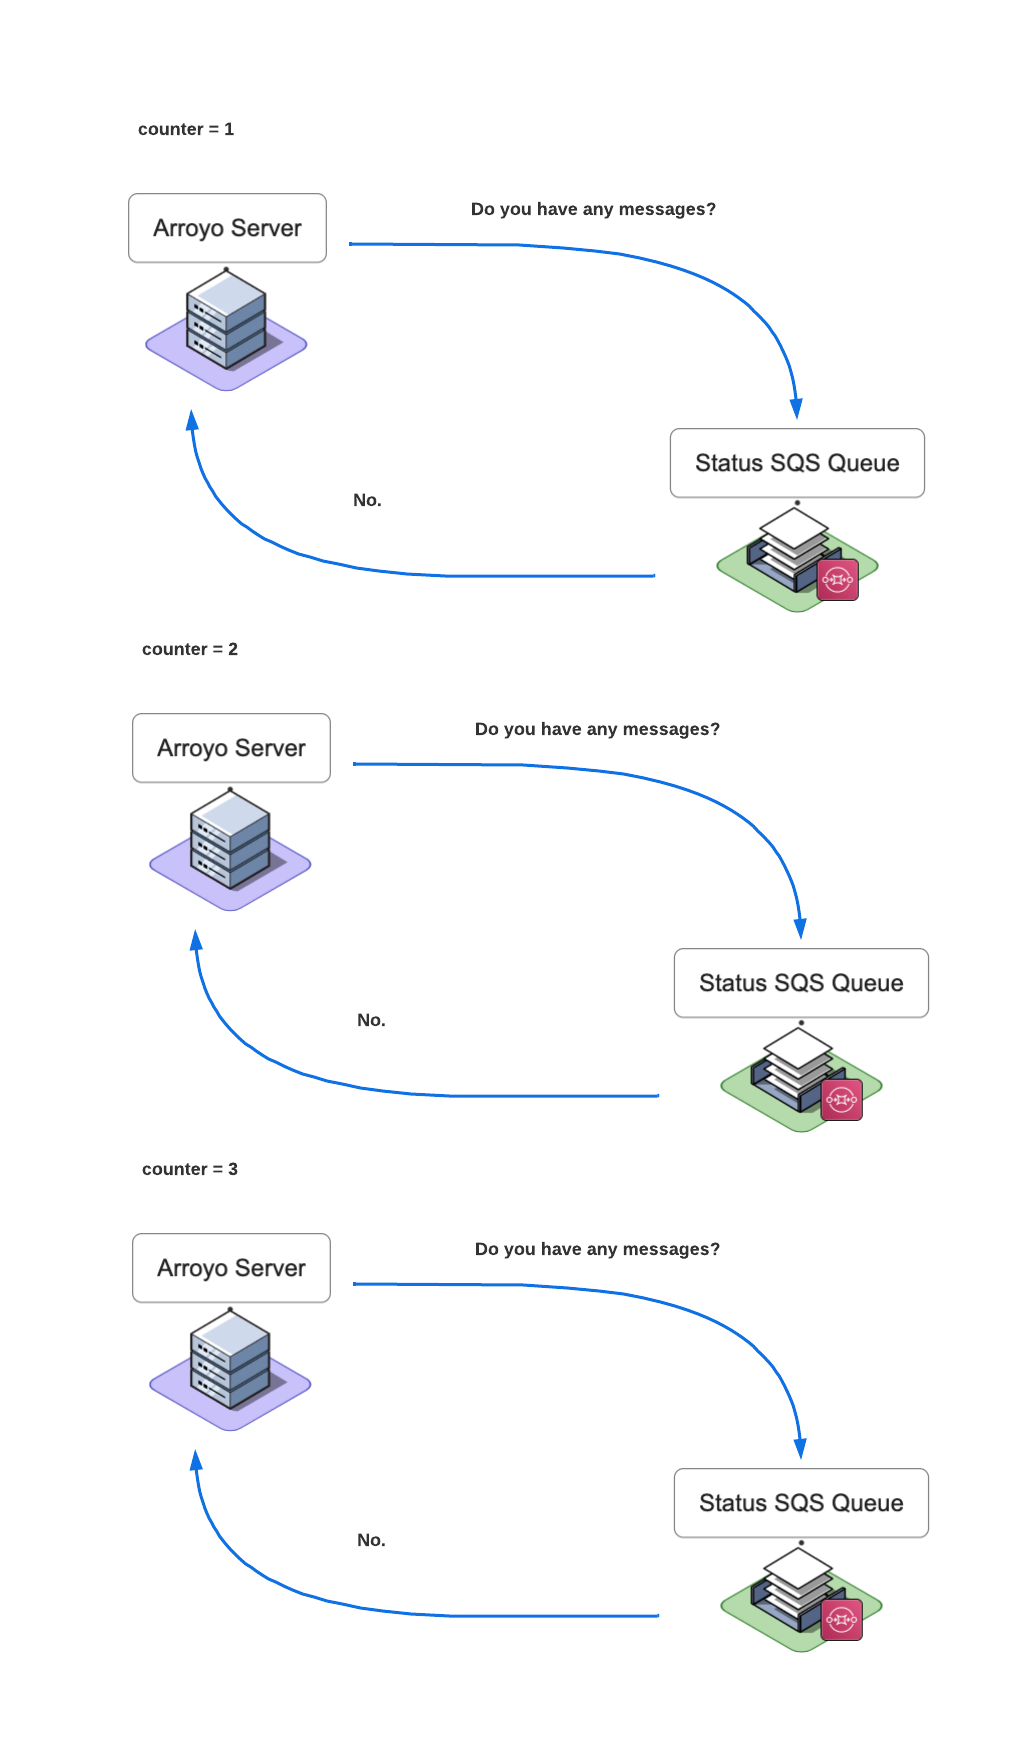 counter = 1
Arroyo Server
Do you have any messages?
Status SQS Queue
No.
counter = 2
Arroyo Server
Do you have any messages?
Status SQS Queue
No.
counter = 3
Arroyo Server
Do you have any messages?
Status SQS Queue
No.